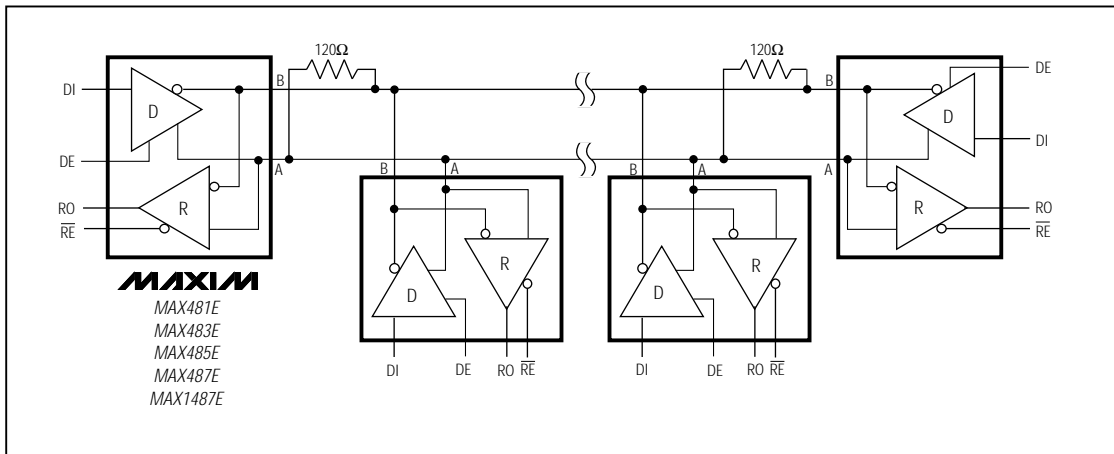 120Ω
120Ω
DI
D
B
DE
A
RO
R
RE
B
D
DE
DI
A
R
RO
RE
B
A
D
R
DI
DE
RO
RE
B
A
D
R
DI
DE
RO
RE
MAXIM
MAX481E
MAX483E
MAX485E
MAX487E
MAX1487E